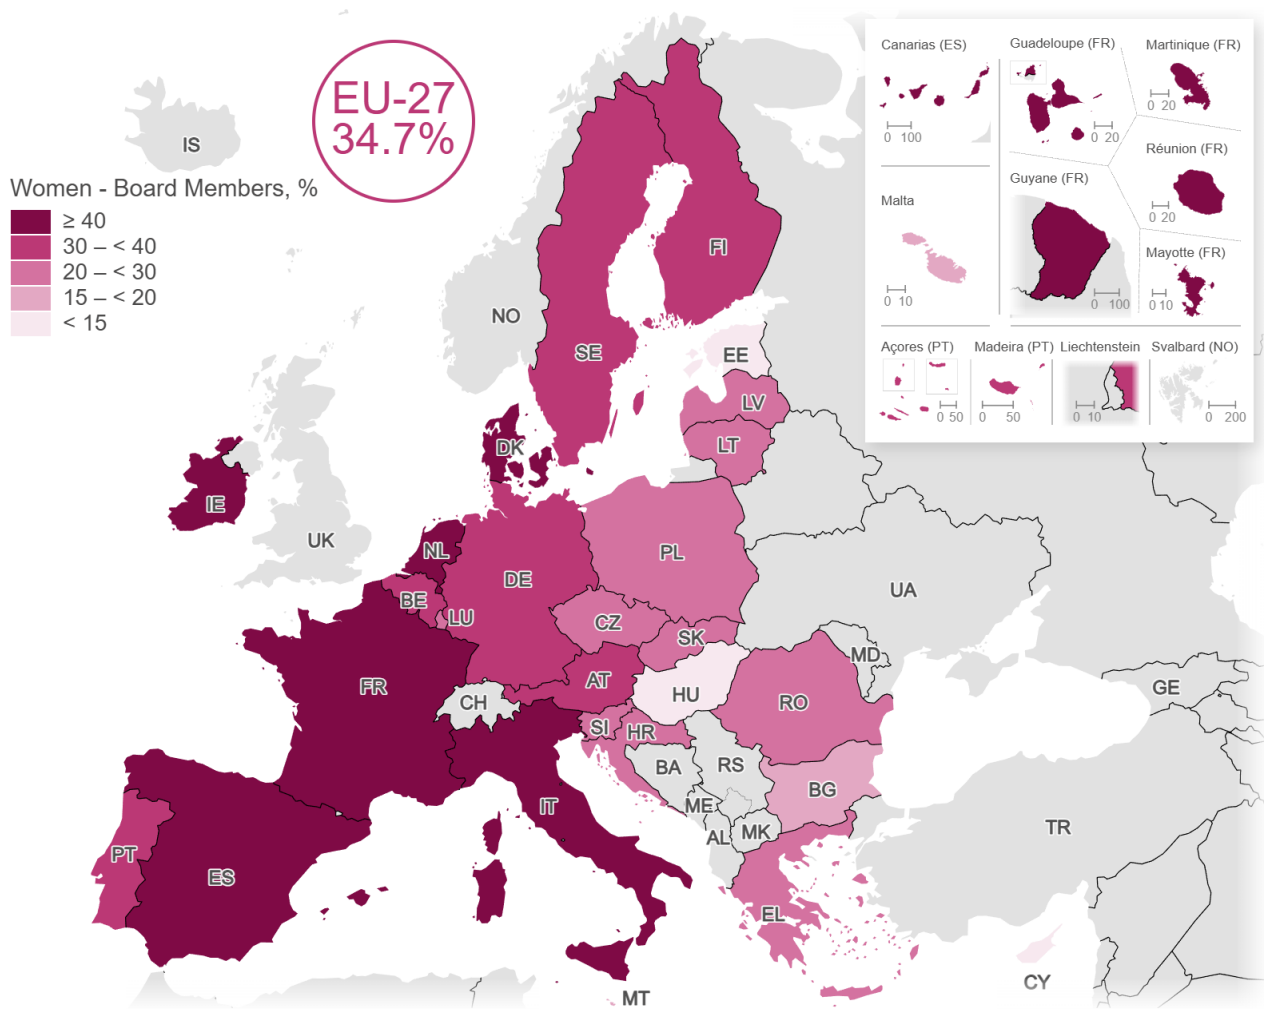 EU-27
34.7%
Women - Board Members, %
≥ 40
30 – < 40
20 – < 30
15 – < 20
< 15
Canarias (ES)
0 100
Guadeloupe (FR)
0 20
Martinique (FR)
0 20
Réunion (FR)
0 20
Guyane (FR)
0 100
Mayotte (FR)
0 10
Malta
0 10
Açores (PT)
0 50
Madeira (PT)
0 50
Liechtenstein
0 10
Svalbard (NO)
0 200
IS
FI
NO
SE
EE
LV
LT
DK
IE
UK
NL
PL
DE
BE
LU
CZ
SK
UA
MD
FR
CH
AT
HU
RO
GE
SI
HR
BA
RS
BG
IT
ME
AL
MK
TR
PT
ES
EL
CY
MT